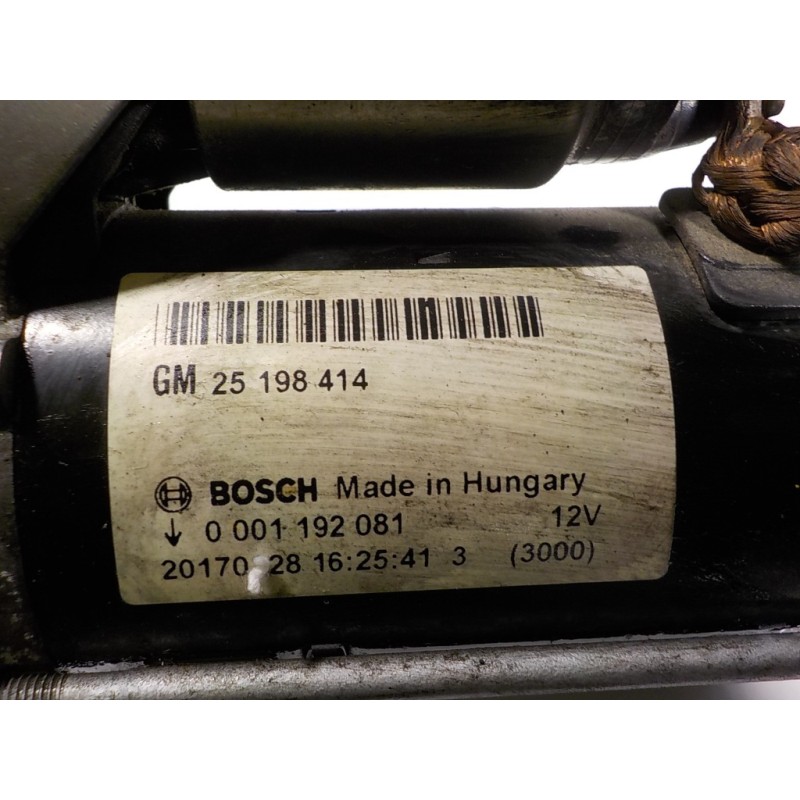 GM 25 198 414
BOSCH Made in Hungary
0 001 192 081 12V
28 16:25:41 3 (3000)